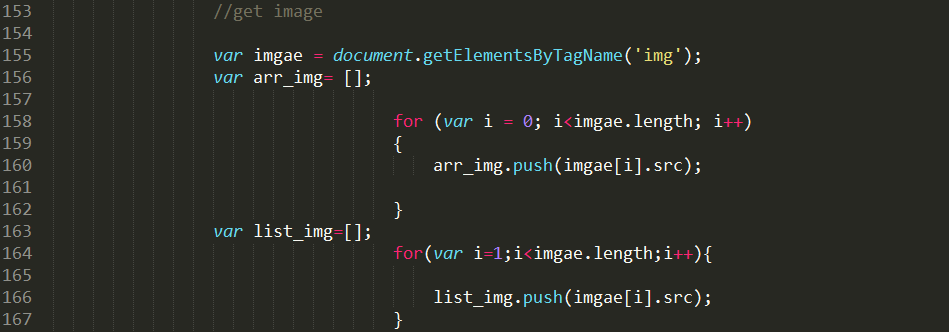 153 //get image
154
155 var imgae = document.getElementsByTagName('img');
156 var arr_img= [];
157
158 for (var i = 0; i<imgae.length; i++)
159 {
160 arr_img.push(imgae[i].src);
161
162 }
163 var list_img=[];
164 for(var i=1;i<imgae.length;i++){
165
166 list_img.push(imgae[i].src);
167 }